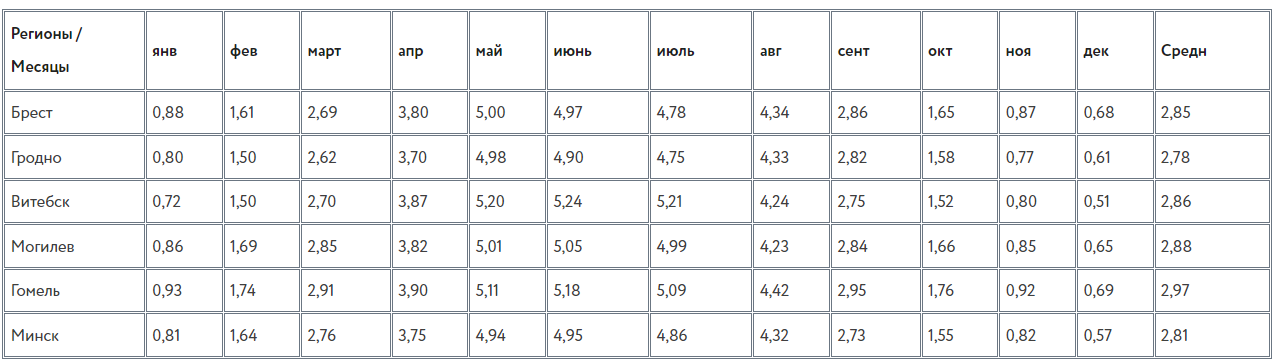 Регионы / Месяцы янв фев март апр май июнь июль авг сент окт ноя дек Средн
Брест 0,88 1,61 2,69 3,80 5,00 4,97 4,78 4,34 2,86 1,65 0,87 0,68 2,85
Гродно 0,80 1,50 2,62 3,70 4,98 4,90 4,75 4,33 2,82 1,58 0,77 0,61 2,78
Витебск 0,72 1,50 2,70 3,87 5,20 5,24 5,21 4,24 2,75 1,52 0,80 0,51 2,86
Могилев 0,86 1,69 2,85 3,82 5,01 5,05 4,99 4,23 2,84 1,66 0,85 0,65 2,88
Гомель 0,93 1,74 2,91 3,90 5,11 5,18 5,09 4,42 2,95 1,76 0,92 0,69 2,97
Минск 0,81 1,64 2,76 3,75 4,94 4,95 4,86 4,32 2,73 1,55 0,82 0,57 2,81